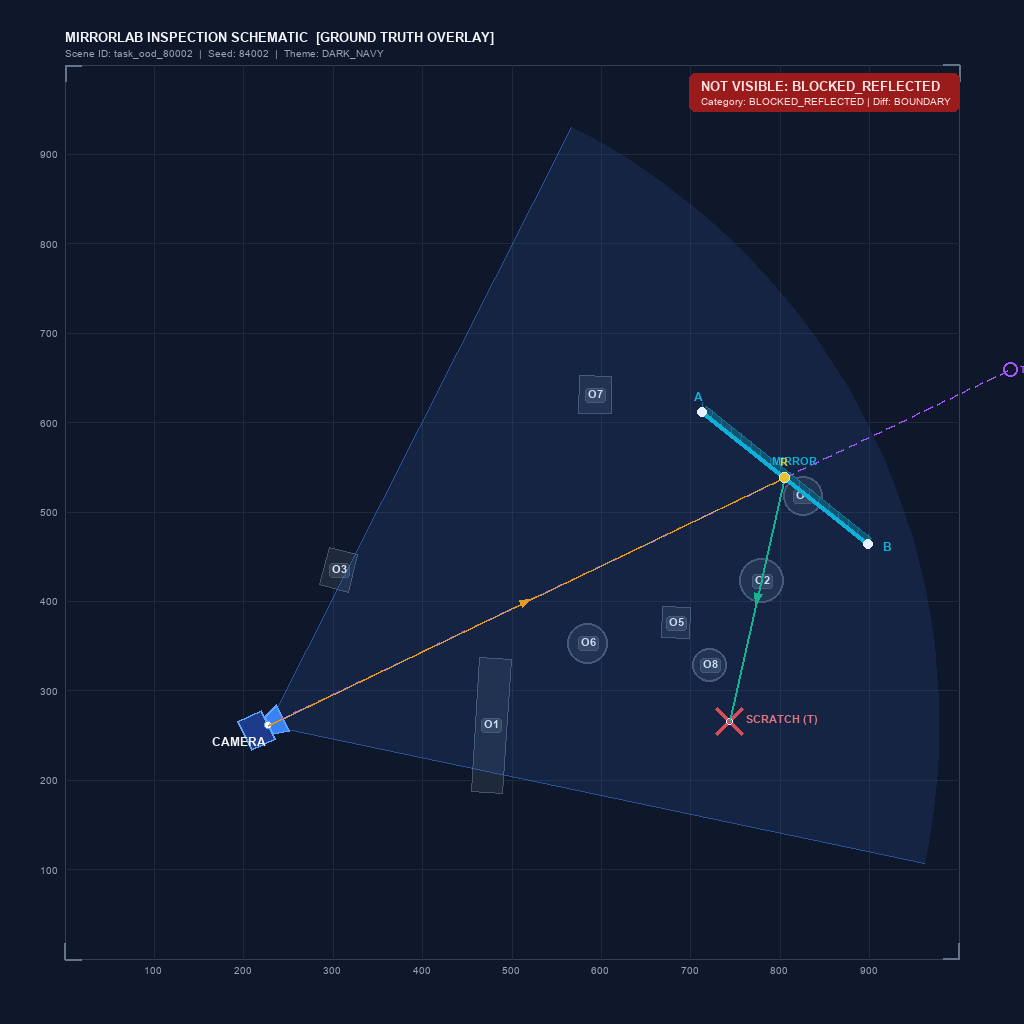 MIRRORLAB INSPECTION SCHEMATIC [GROUND TRUTH OVERLAY]
Scene ID: task_ood_80002 | Seed: 84002 | Theme: DARK_NAVY
NOT VISIBLE: BLOCKED_REFLECTED
Category: BLOCKED_REFLECTED | Diff: BOUNDARY
900
800
700
600
500
400
300
200
100
O7
A
R
B
O3
O2
O5
O6
O8
O1
SCRATCH (T)
CAMERA
100
200
300
400
500
600
700
800
900